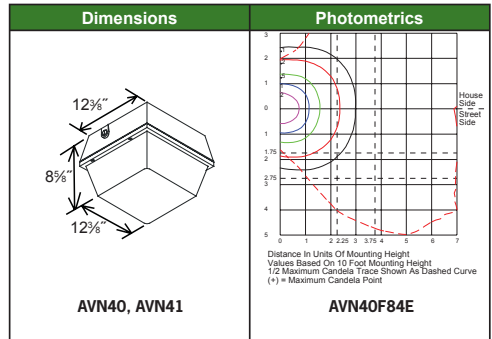 Dimensions
Photometrics
12⅜″
8⅝″
12⅜″
AVN40, AVN41
3
2
1
0
1
1.75
2
2.75
3
4
5
House
Side
Street
Side
0 1 2 2.25 3 3.75 4 5 6 7
Distance In Units Of Mounting Height
Values Based On 10 Foot Mounting Height
1/2 Maximum Candela Trace Shown As Dashed Curve
(+) = Maximum Candela Point
AVN40F84E